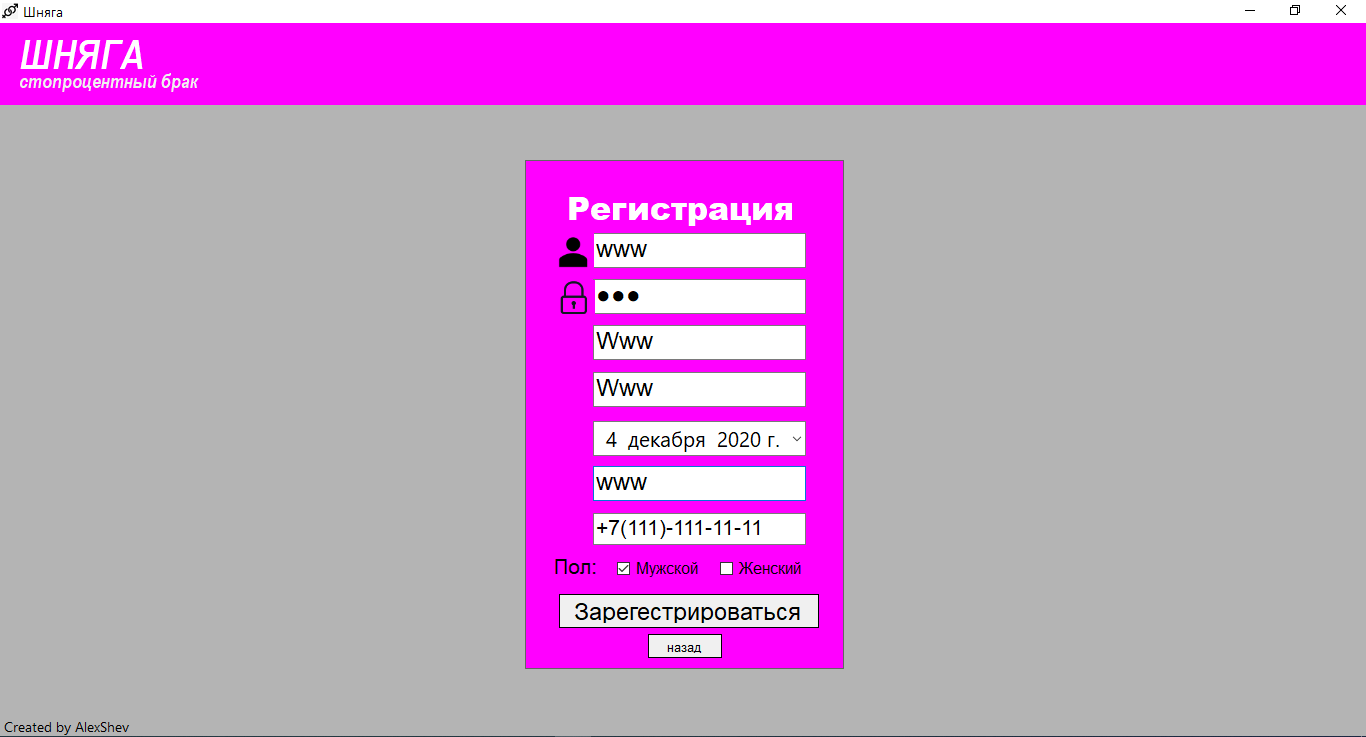 Шняга
ШНЯГА
стопроцентный брак
Регистрация
www
●●●
Www
Www
4 декабря 2020 г.
www
+7(111)-111-11-11
Пол: Мужской Женский
Зарегестрироваться
назад
Created by AlexShev